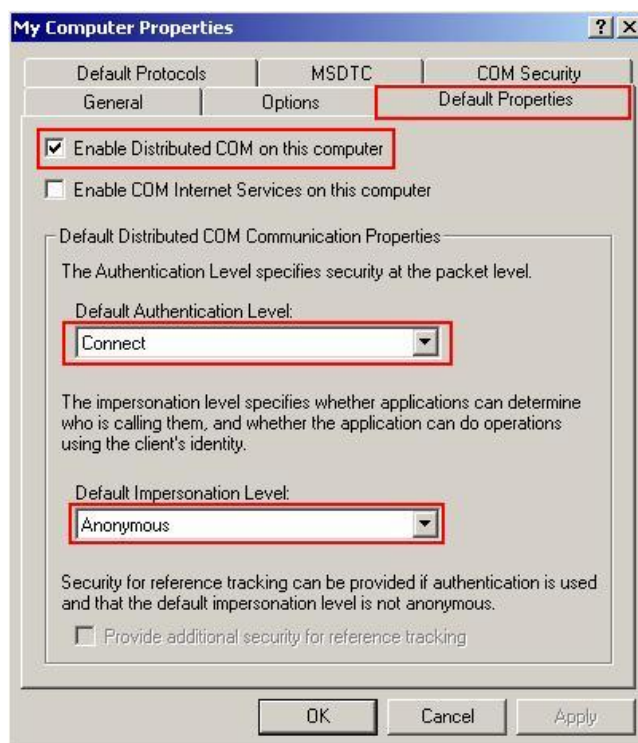 My Computer Properties
Default Protocols
MSDTC
COM Security
General
Options
Default Properties
Enable Distributed COM on this computer
Enable COM Internet Services on this computer
Default Distributed COM Communication Properties
The Authentication Level specifies security at the packet level.
Default Authentication Level:
Connect
The impersonation level specifies whether applications can determine
who is calling them, and whether the application can do operations
using the client's identity.
Default Impersonation Level:
Anonymous
Security for reference tracking can be provided if authentication is used
and that the default impersonation level is not anonymous.
Provide additional security for reference tracking
OK
Cancel
Apply